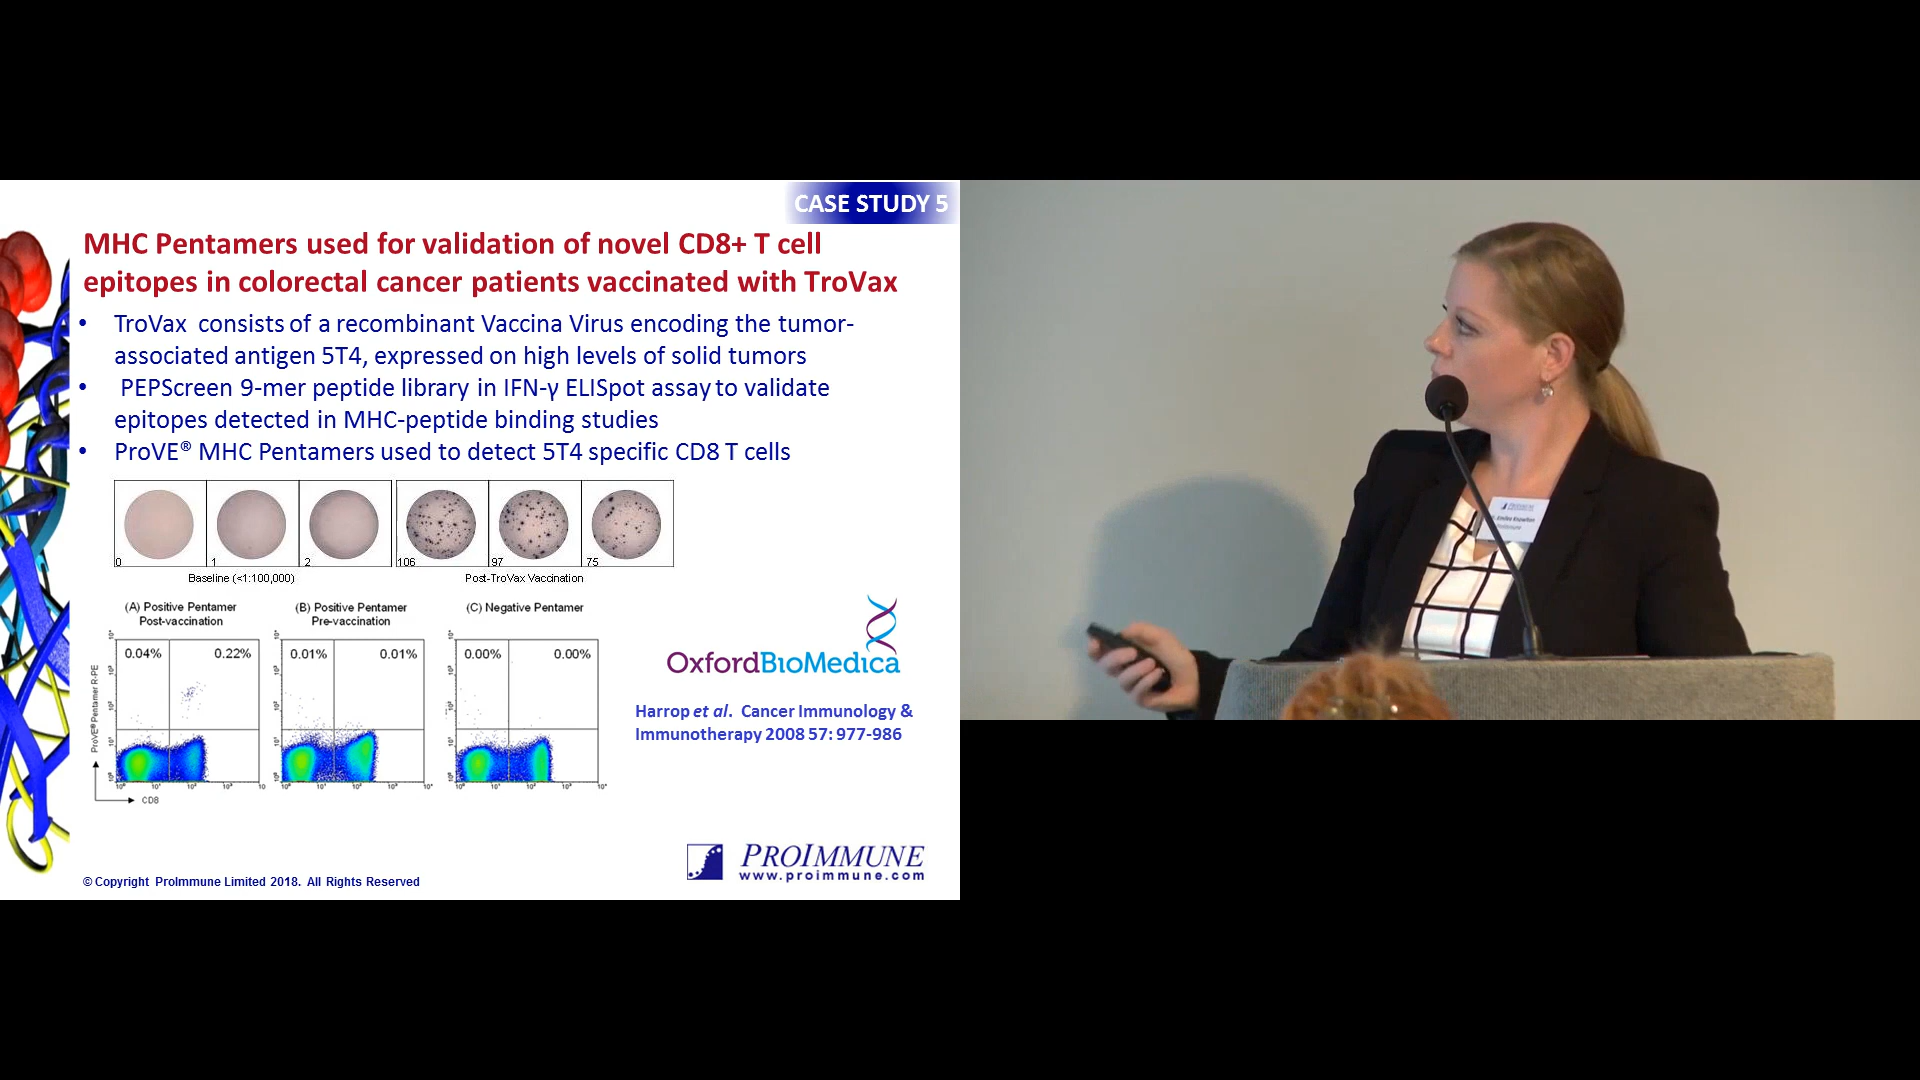 CASE STUDY 5
MHC Pentamers used for validation of novel CD8+ T cell
epitopes in colorectal cancer patients vaccinated with TroVax
• TroVax consists of a recombinant Vaccina Virus encoding the tumor-
associated antigen 5T4, expressed on high levels of solid tumors
• PEPScreen 9-mer peptide library in IFN-γ ELISpot assay to validate
epitopes detected in MHC-peptide binding studies
• ProVE® MHC Pentamers used to detect 5T4 specific CD8 T cells
0 1 2 106 97 75
Baseline (<1:100,000) Post-TroVax Vaccination
(A) Positive Pentamer
Post-vaccination
(B) Positive Pentamer
Pre-vaccination
(C) Negative Pentamer
0.04% 0.22%
0.01% 0.01%
0.00% 0.00%
ProVE® Pentamer R-PE
CD8
OxfordBioMedica
Harrop et al. Cancer Immunology &
Immunotherapy 2008 57: 977-986
PROIMMUNE
www.proimmune.com
© Copyright ProImmune Limited 2018. All Rights Reserved
PROIMMUNE
Emilee Knowlton